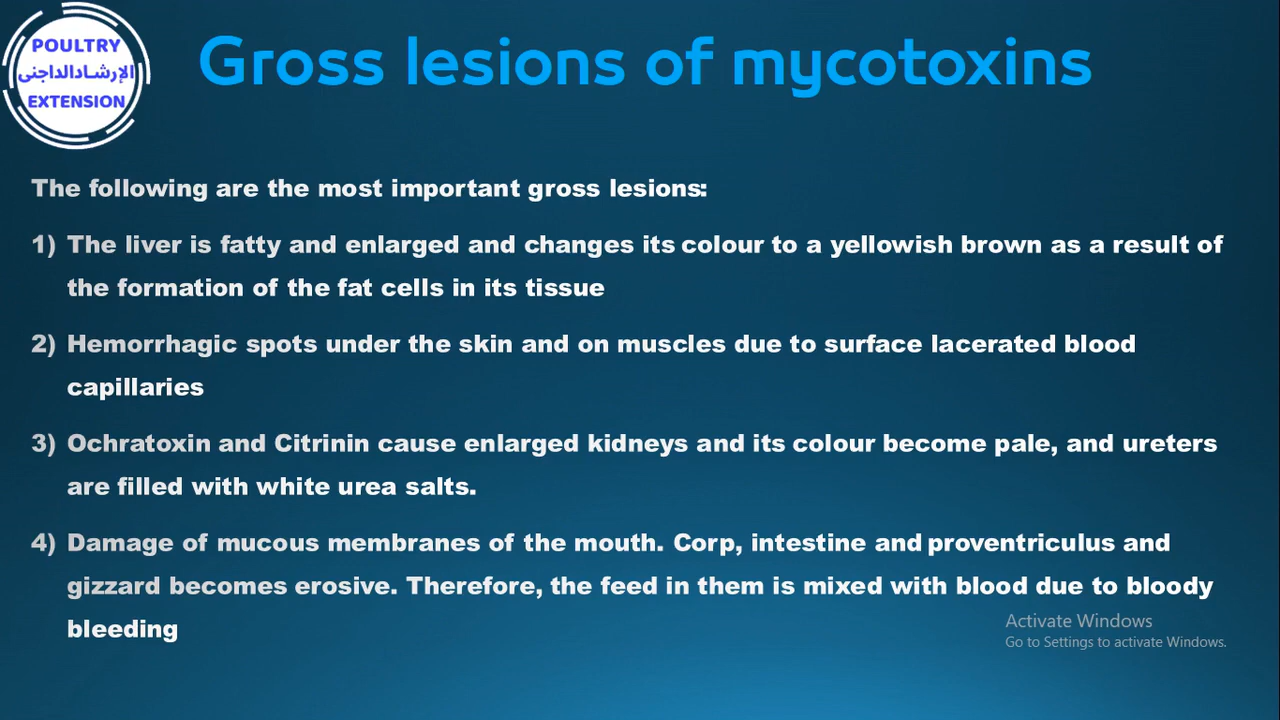 POULTRY
الإرشادالداجنى
EXTENSION
Gross lesions of mycotoxins
The following are the most important gross lesions:
1) The liver is fatty and enlarged and changes its colour to a yellowish brown as a result of
the formation of the fat cells in its tissue
2) Hemorrhagic spots under the skin and on muscles due to surface lacerated blood
capillaries
3) Ochratoxin and Citrinin cause enlarged kidneys and its colour become pale, and ureters
are filled with white urea salts.
4) Damage of mucous membranes of the mouth. Corp, intestine and proventriculus and
gizzard becomes erosive. Therefore, the feed in them is mixed with blood due to bloody
bleeding
Activate Windows
Go to Settings to activate Windows.